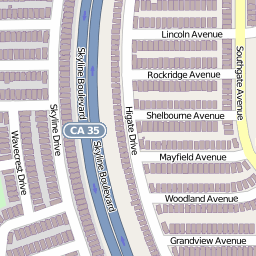 Lincoln Avenue
Skyline Boulevard
Southgate Avenue
Rockridge Avenue
Shelbourne Avenue
Higate Drive
CA 35
Skyline Drive
Wavecrest Drive
Mayfield Avenue
Skyline Boulevard
Woodland Avenue
Grandview Avenue